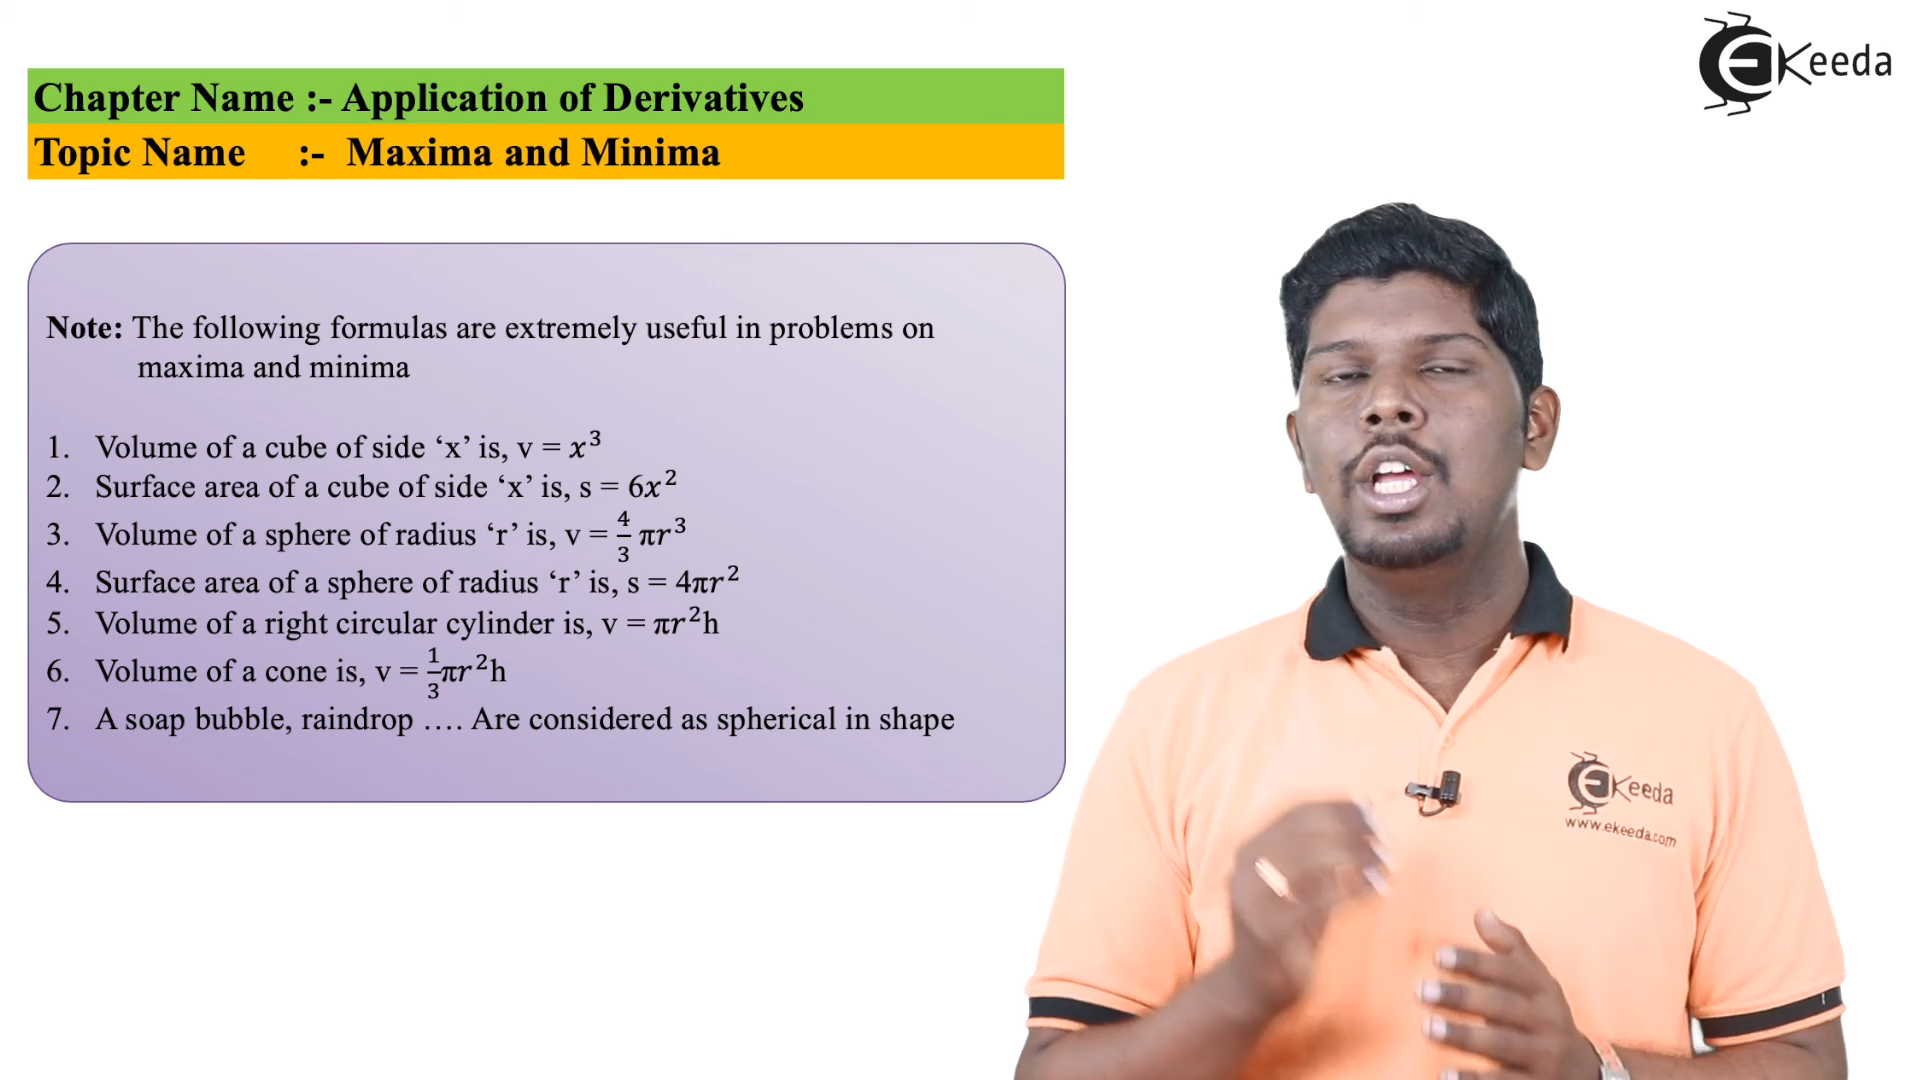 Keeda
Chapter Name :- Application of Derivatives
Topic Name :- Maxima and Minima
Note: The following formulas are extremely useful in problems on
maxima and minima
1. Volume of a cube of side ‘x’ is, v = x³
2. Surface area of a cube of side ‘x’ is, s = 6x²
3. Volume of a sphere of radius ‘r’ is, v = 4/3 πr³
4. Surface area of a sphere of radius ‘r’ is, s = 4πr²
5. Volume of a right circular cylinder is, v = πr²h
6. Volume of a cone is, v = 1/3 πr²h
7. A soap bubble, raindrop …. Are considered as spherical in shape
Keeda
www.ekeeda.com